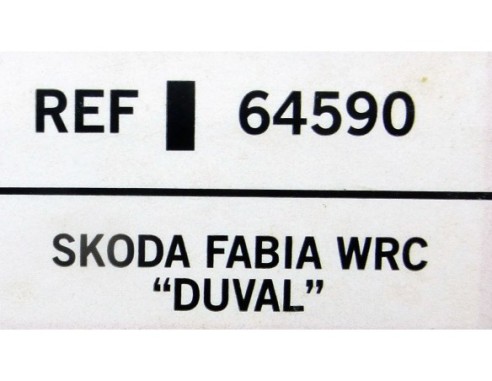 REF 64590
SKODA FABIA WRC
“DUVAL”